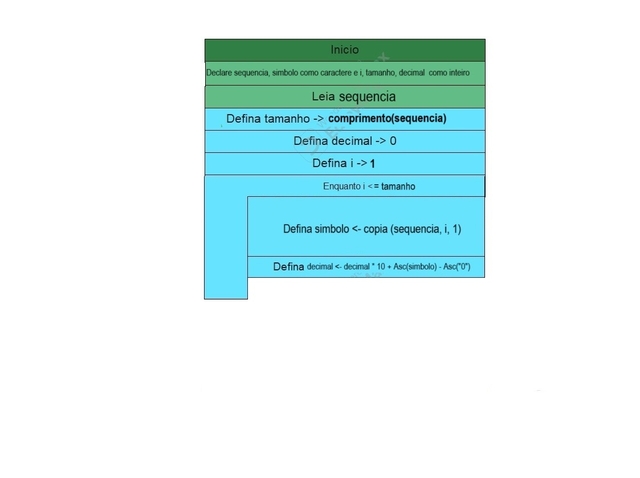 Inicio
Declare sequencia, simbolo como caractere e i, tamanho, decimal como inteiro
Leia sequencia
Defina tamanho -> comprimento(sequencia)
Defina decimal -> 0
Defina i -> 1
Enquanto i <= tamanho
Defina simbolo <- copia (sequencia, i, 1)
Defina decimal <- decimal * 10 + Asc(simbolo) - Asc("0")